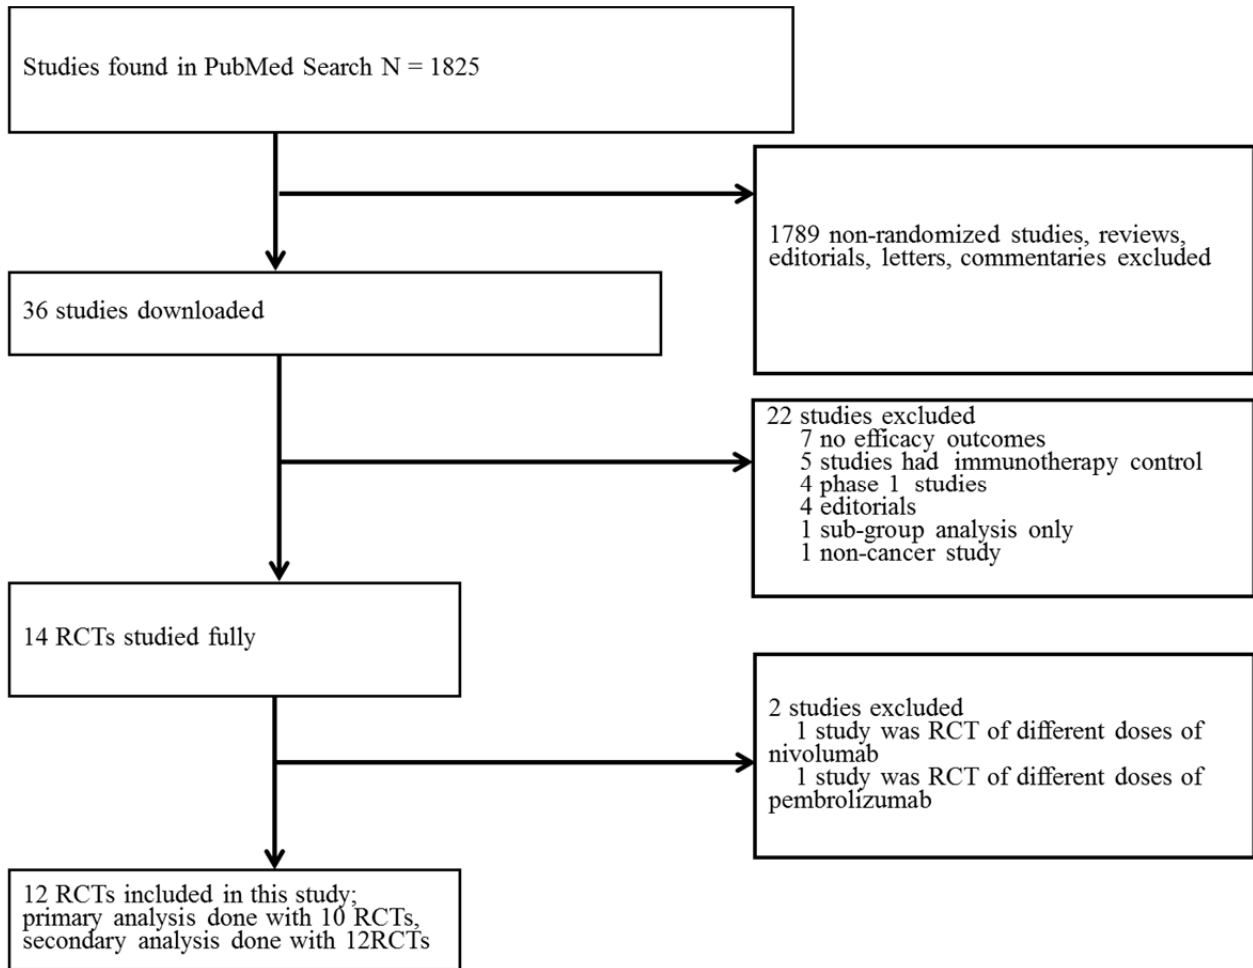 Studies found in PubMed Search N = 1825
1789 non-randomized studies, reviews,
editorials, letters, commentaries excluded
36 studies downloaded
22 studies excluded
7 no efficacy outcomes
5 studies had immunotherapy control
4 phase 1 studies
4 editorials
1 sub-group analysis only
1 non-cancer study
14 RCTs studied fully
2 studies excluded
1 study was RCT of different doses of
nivolumab
1 study was RCT of different doses of
pembrolizumab
12 RCTs included in this study;
primary analysis done with 10 RCTs,
secondary analysis done with 12RCTs